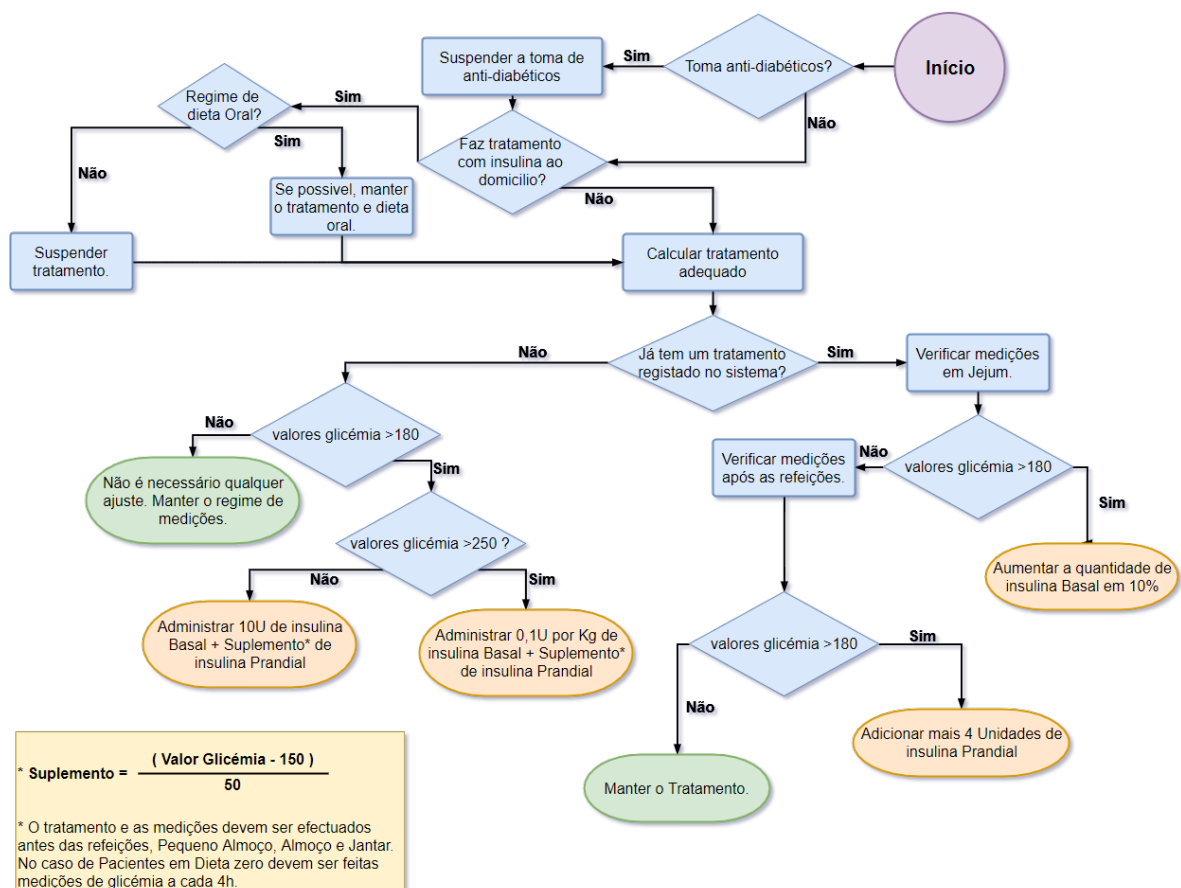 Início
Toma anti-diabéticos?
Sim
Suspender a toma de
anti-diabéticos
Não
Faz tratamento
com insulina ao
domicilio?
Sim
Regime de
dieta Oral?
Não
Sim
Não
Se possivel, manter
o tratamento e dieta
oral.
Suspender
tratamento.
Calcular tratamento
adequado
Já tem um tratamento
registado no sistema?
Não
Sim
Verificar medições
em Jejum.
valores glicémia >180
Não
Sim
Não é necessário qualquer
ajuste. Manter o regime de
medições.
valores glicémia >250 ?
Não
Sim
Administrar 10U de insulina
Basal + Suplemento* de
insulina Prandial
Administrar 0,1U por Kg de
insulina Basal + Suplemento*
de insulina Prandial
valores glicémia >180
Não
Sim
Verificar medições
após as refeições.
Aumentar a quantidade de
insulina Basal em 10%
valores glicémia >180
Sim
Não
Adicionar mais 4 Unidades de
insulina Prandial
Manter o Tratamento.
* Suplemento = ( Valor Glicémia - 150 )
50
* O tratamento e as medições devem ser efectuados
antes das refeições, Pequeno Almoço, Almoço e Jantar.
No caso de Pacientes em Dieta zero devem ser feitas
medições de glicémia a cada 4h.